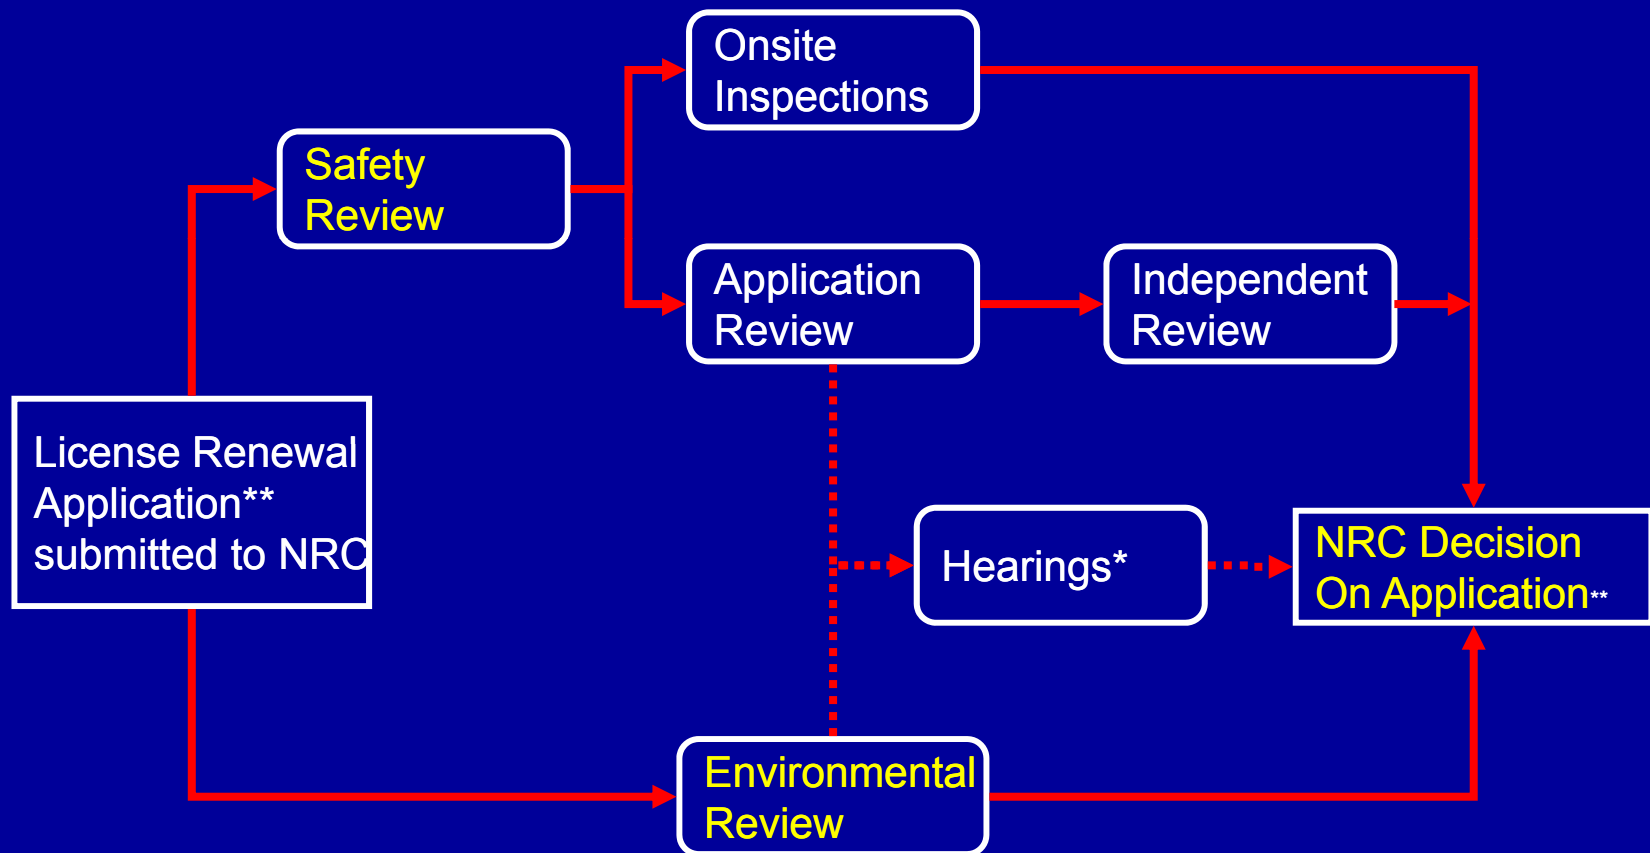 Onsite
Inspections
Safety
Review
Application
Review
Independent
Review
License Renewal
Application**
submitted to NRC
Hearings*
NRC Decision
On Application**
Environmental
Review